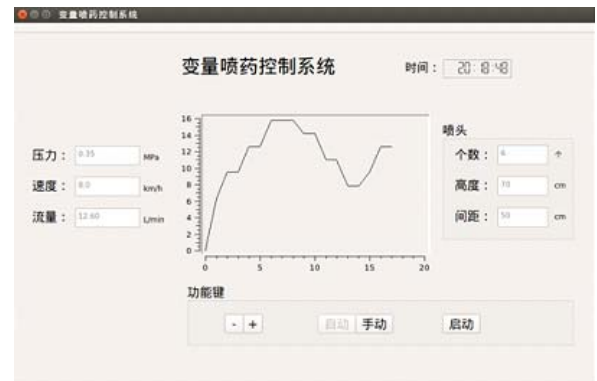 变量喷药控制系统
变量喷药控制系统
时间： 20:18:48
压力： 0.35 MPa
速度： 8.0 km/h
流量： 12.60 L/min
16
14
12
10
8
6
4
2
0
0 5 10 15 20
喷头
个数： 6 个
高度： 70 cm
间距： 50 cm
功能键
- + 自动 手动 启动